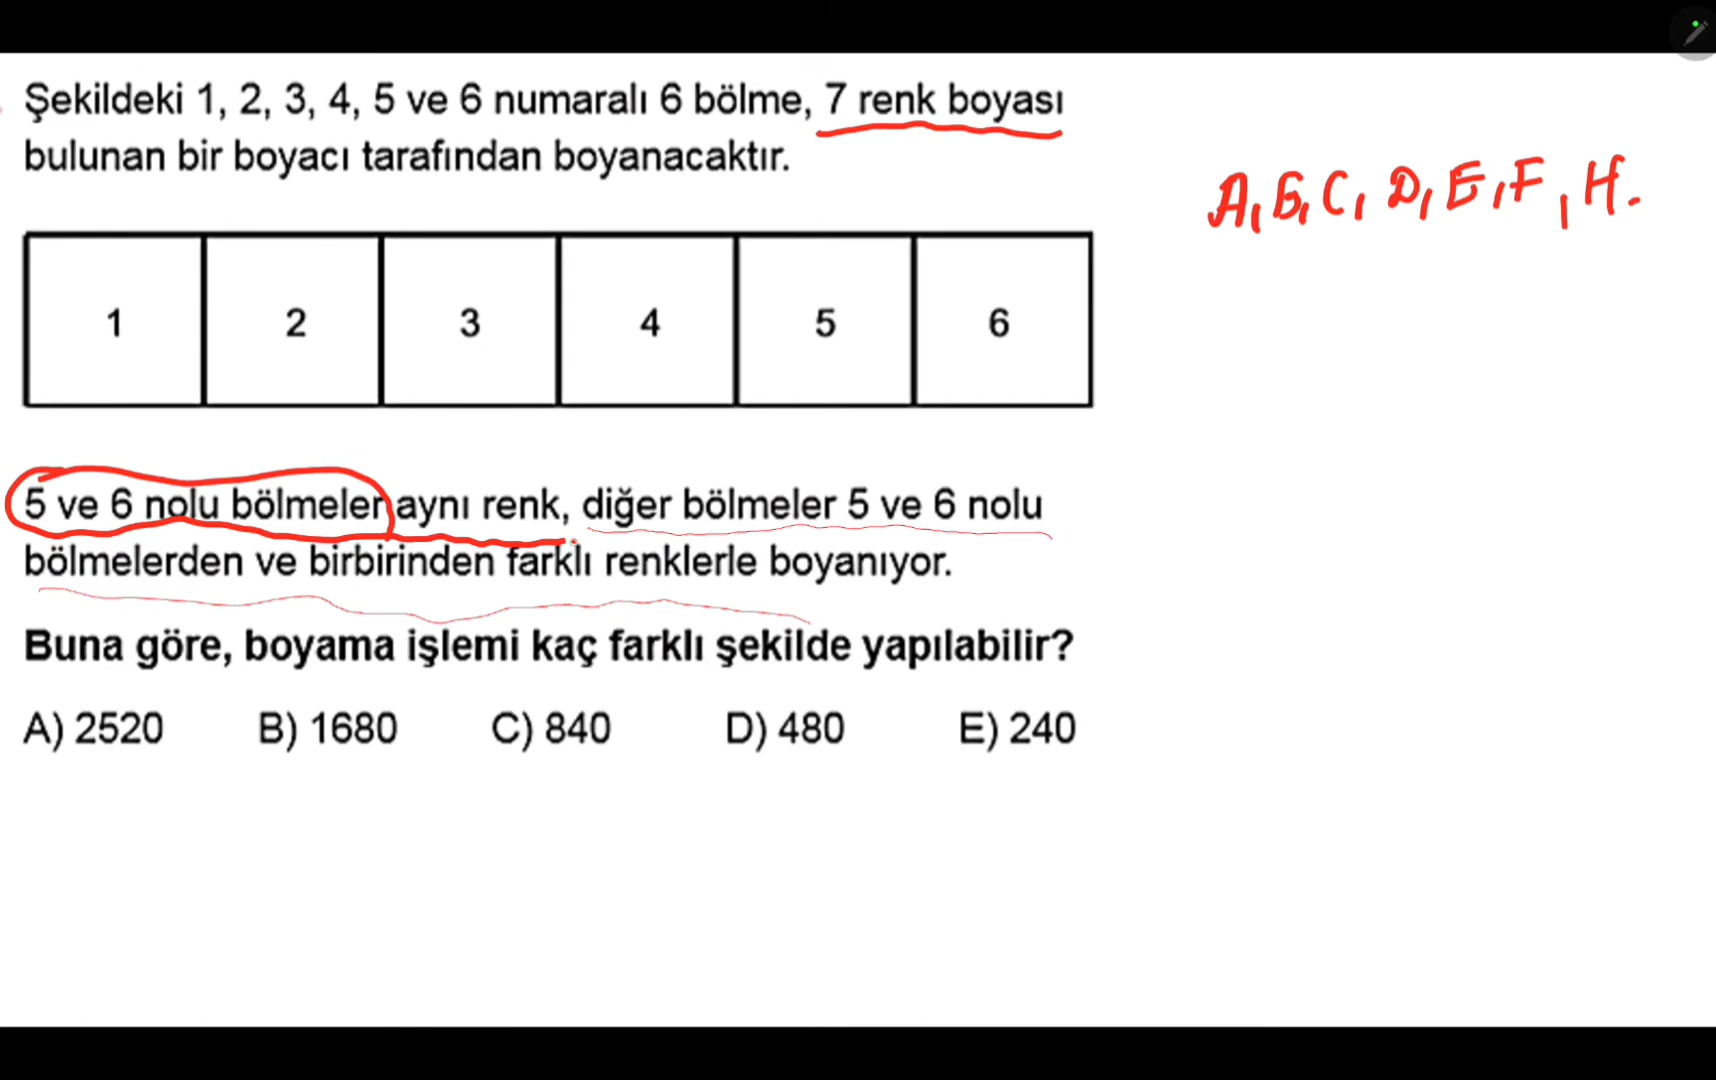 Şekildeki 1, 2, 3, 4, 5 ve 6 numaralı 6 bölme, 7 renk boyası
bulunan bir boyacı tarafından boyanacaktır.
A, B, C, D, E, F, H.
1 2 3 4 5 6
5 ve 6 nolu bölmeler aynı renk, diğer bölmeler 5 ve 6 nolu
bölmelerden ve birbirinden farklı renklerle boyanıyor.
Buna göre, boyama işlemi kaç farklı şekilde yapılabilir?
A) 2520 B) 1680 C) 840 D) 480 E) 240